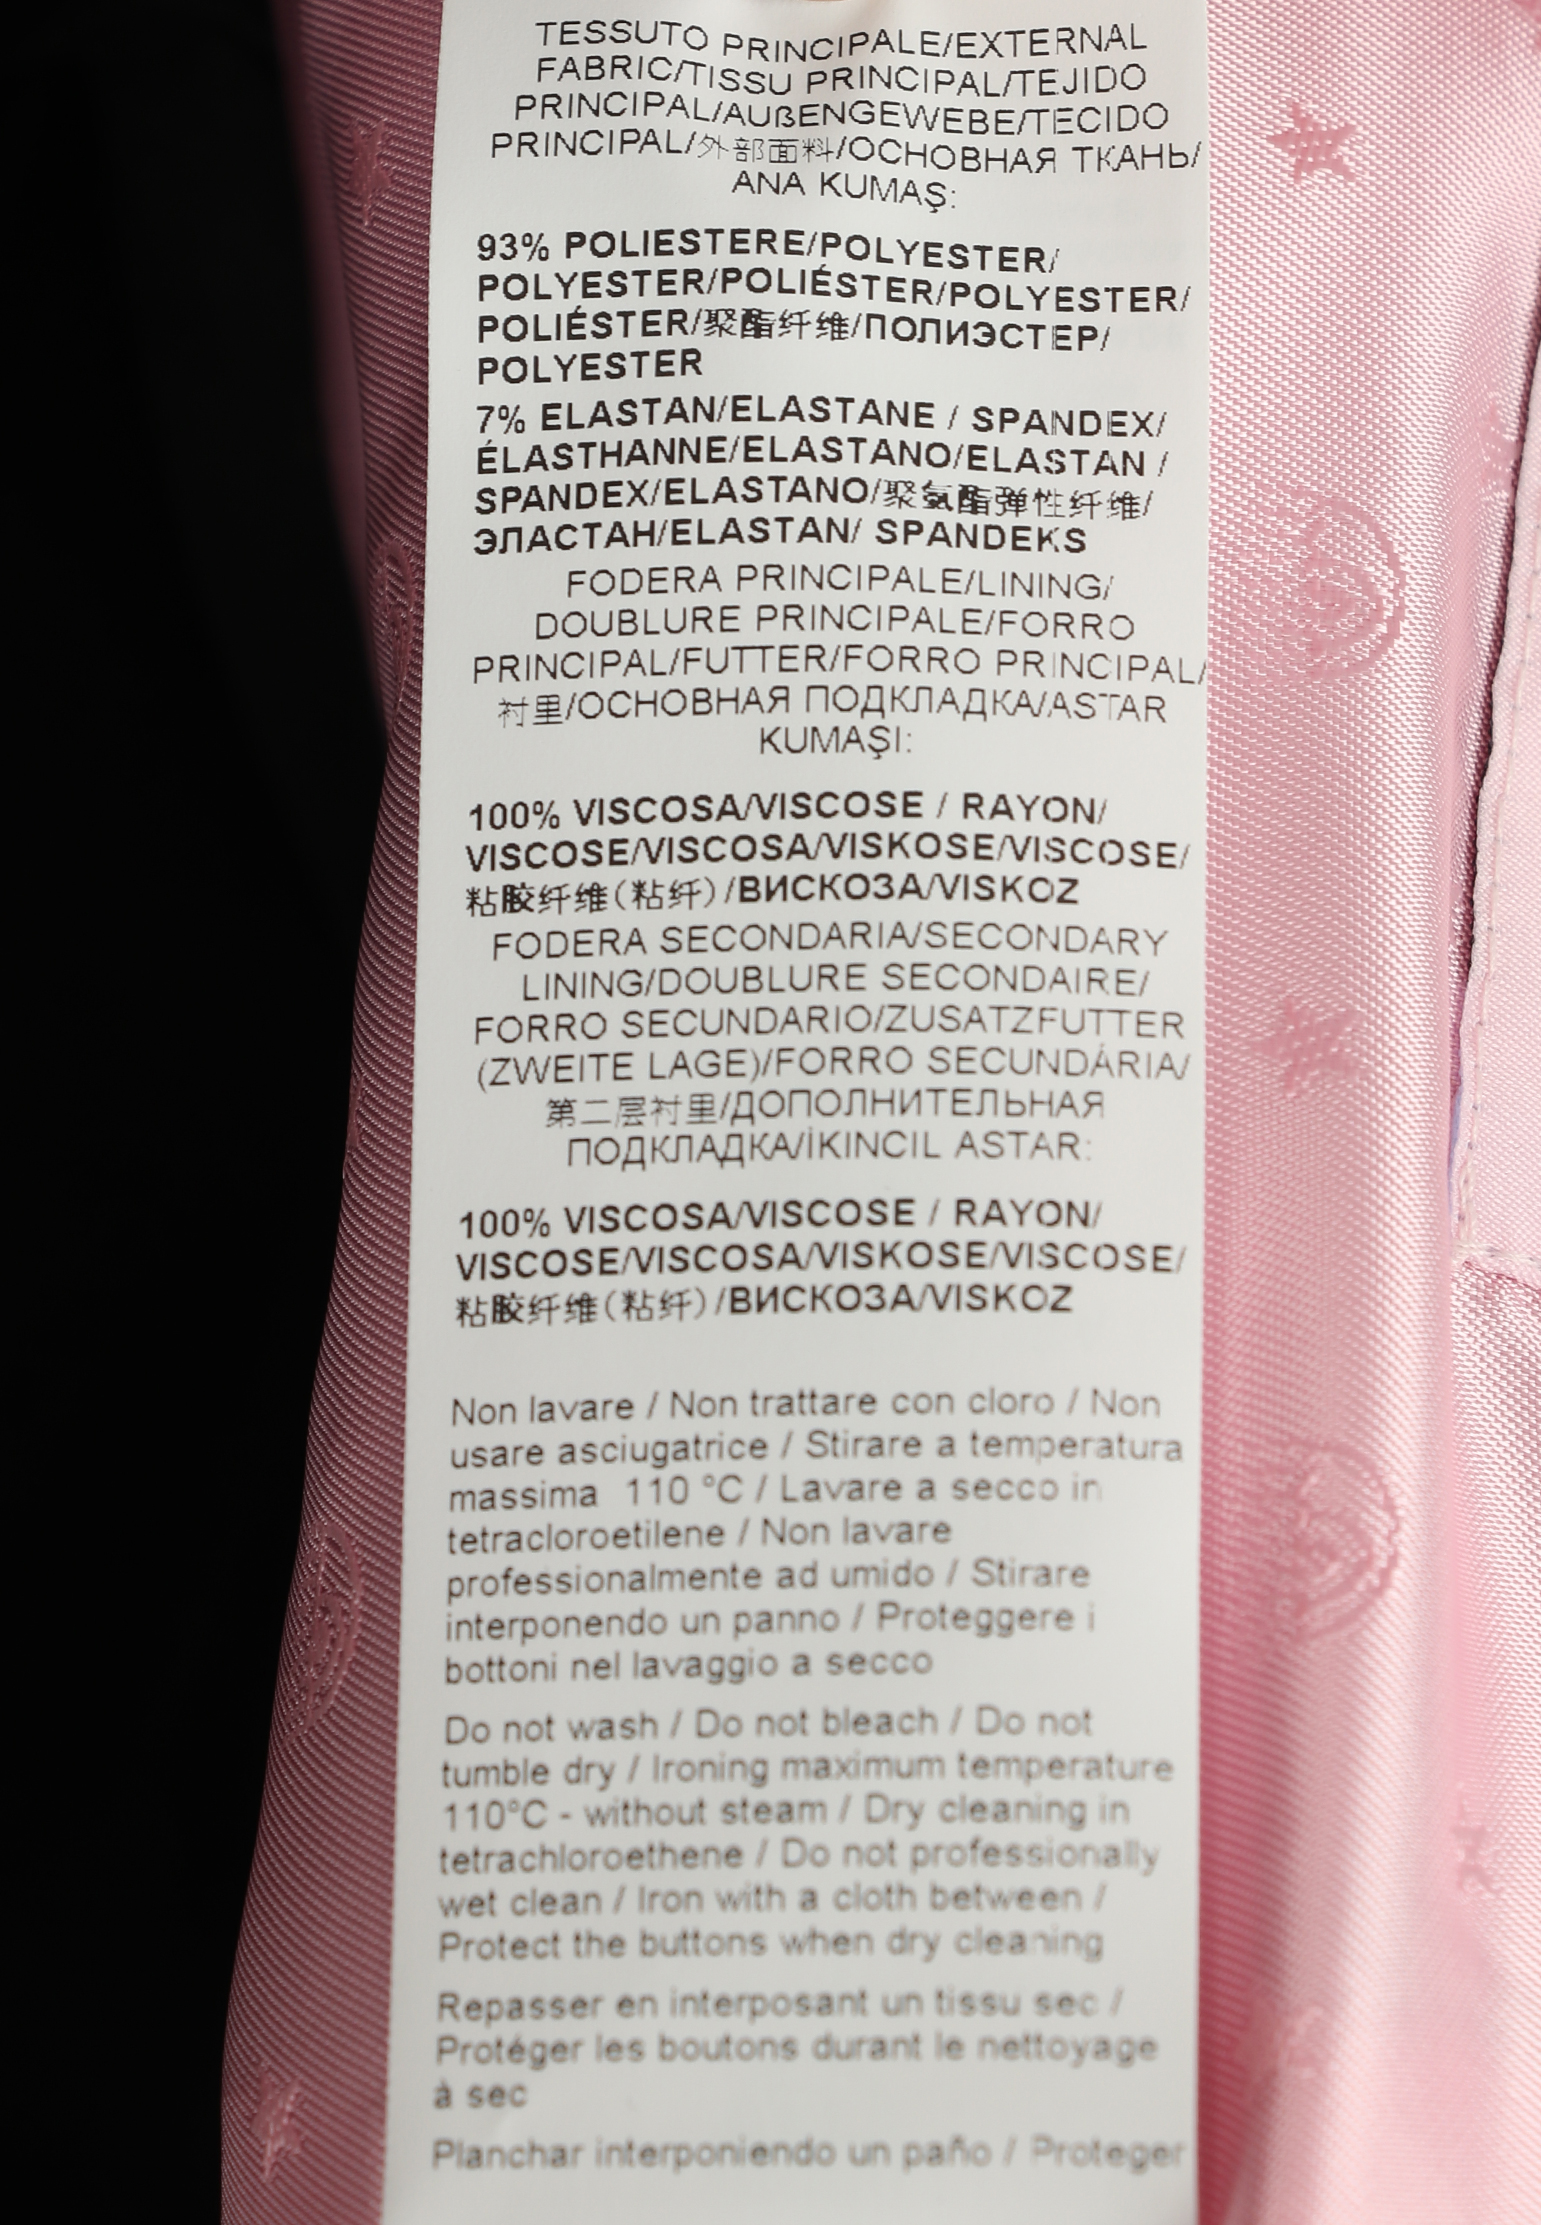 TESSUTO PRINCIPALE/EXTERNAL
FABRIC/TISSU PRINCIPAL/TEJIDO
PRINCIPAL/AUßENGEWEBE/TECIDO
PRINCIPAL/外部面料/ОСНОВНАЯ ТКАНЬ/
ANA KUMAŞ:
93% POLIESTERE/POLYESTER/
POLYESTER/POLIÉSTER/POLYESTER/
POLIÉSTER/聚酯纤维/ПОЛИЭСТЕР/
POLYESTER
7% ELASTAN/ELASTANE / SPANDEX/
ÉLASTHANNE/ELASTANO/ELASTAN /
SPANDEX/ELASTANO/聚氨酯弹性纤维/
ЭЛАСТАН/ELASTAN/ SPANDEKS
FODERA PRINCIPALE/LINING/
DOUBLURE PRINCIPALE/FORRO
PRINCIPAL/FUTTER/FORRO PRINCIPAL/
衬里/ОСНОВНАЯ ПОДКЛАДКА/ASTAR
KUMAŞI:
100% VISCOSA/VISCOSE / RAYON/
VISCOSE/VISCOSA/VISKOSE/VISCOSE/
粘胶纤维(粘纤)/ВИСКОЗА/VISKOZ
FODERA SECONDARIA/SECONDARY
LINING/DOUBLURE SECONDAIRE/
FORRO SECUNDARIO/ZUSATZFUTTER
(ZWEITE LAGE)/FORRO SECUNDÁRIA/
第二层衬里/ДОПОЛНИТЕЛЬНАЯ
ПОДКЛАДКА/İKINCIL ASTAR:
100% VISCOSA/VISCOSE / RAYON/
VISCOSE/VISCOSA/VISKOSE/VISCOSE/
粘胶纤维(粘纤)/ВИСКОЗА/VISKOZ
Non lavare / Non trattare con cloro / Non
usare asciugatrice / Stirare a temperatura
massima 110 °C / Lavare a secco in
tetracloroetilene / Non lavare
professionalmente ad umido / Stirare
interponendo un panno / Proteggere i
bottoni nel lavaggio a secco
Do not wash / Do not bleach / Do not
tumble dry / Ironing maximum temperature
110°C - without steam / Dry cleaning in
tetrachloroethene / Do not professionally
wet clean / Iron with a cloth between /
Protect the buttons when dry cleaning
Repasser en interposant un tissu sec /
Protéger les boutons durant le nettoyage
à sec
Planchar interponiendo un paño / Proteger